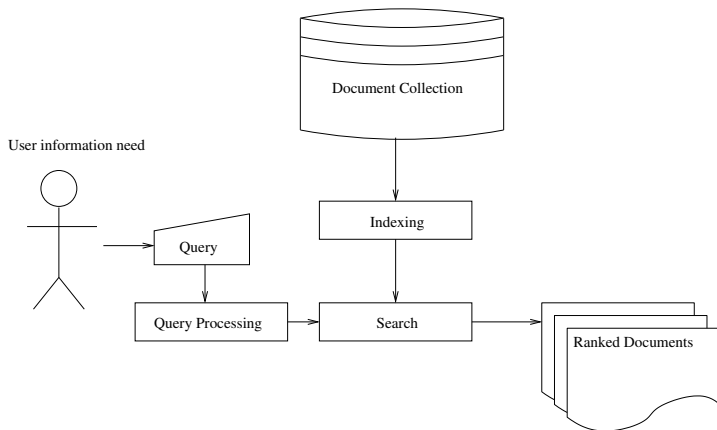 Document Collection
User information need
Indexing
Query
Query Processing
Search
Ranked Documents